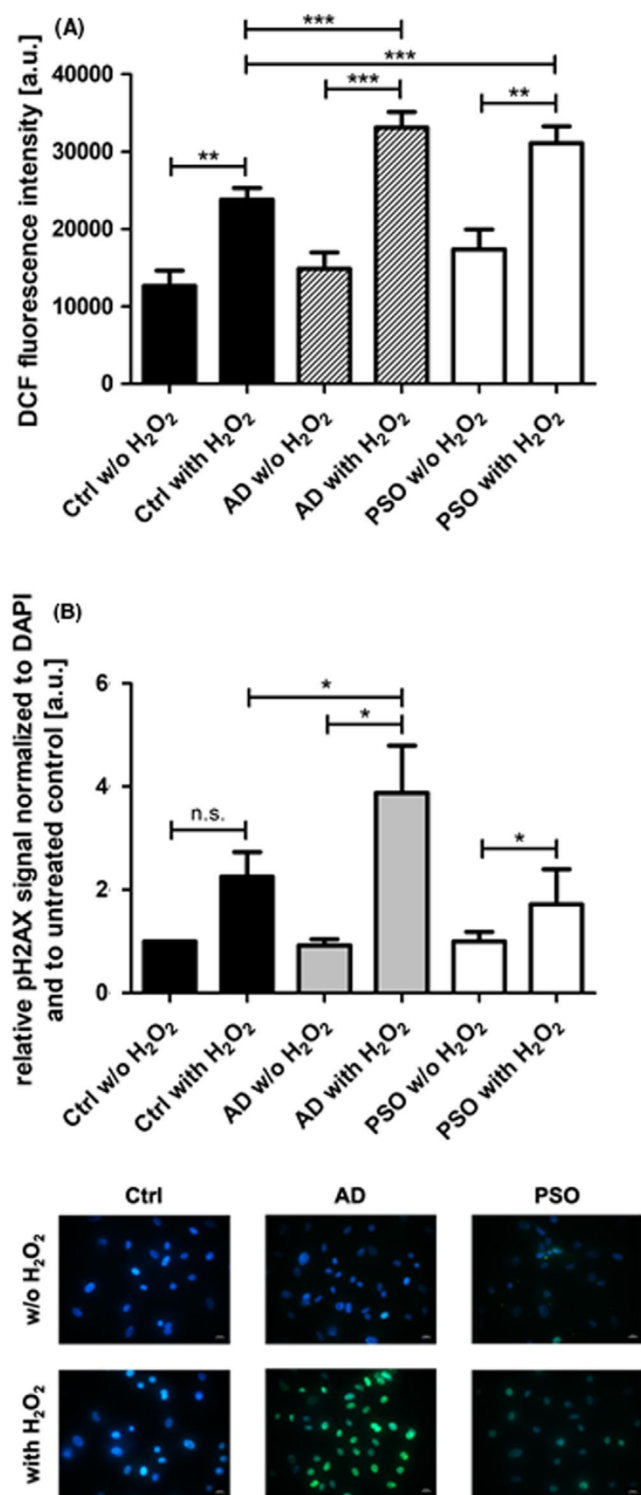 (A)
***
***
***
**
**
DCF fluorescence intensity [a.u.]
40000
30000
20000
10000
0
Ctrl w/o H₂O₂
Ctrl with H₂O₂
AD w/o H₂O₂
AD with H₂O₂
PSO w/o H₂O₂
PSO with H₂O₂
(B)
relative pH2AX signal normalized to DAPI
and to untreated control [a.u.]
6
4
2
0
*
*
n.s.
*
Ctrl w/o H₂O₂
Ctrl with H₂O₂
AD w/o H₂O₂
AD with H₂O₂
PSO w/o H₂O₂
PSO with H₂O₂
Ctrl
AD
PSO
w/o H₂O₂
with H₂O₂